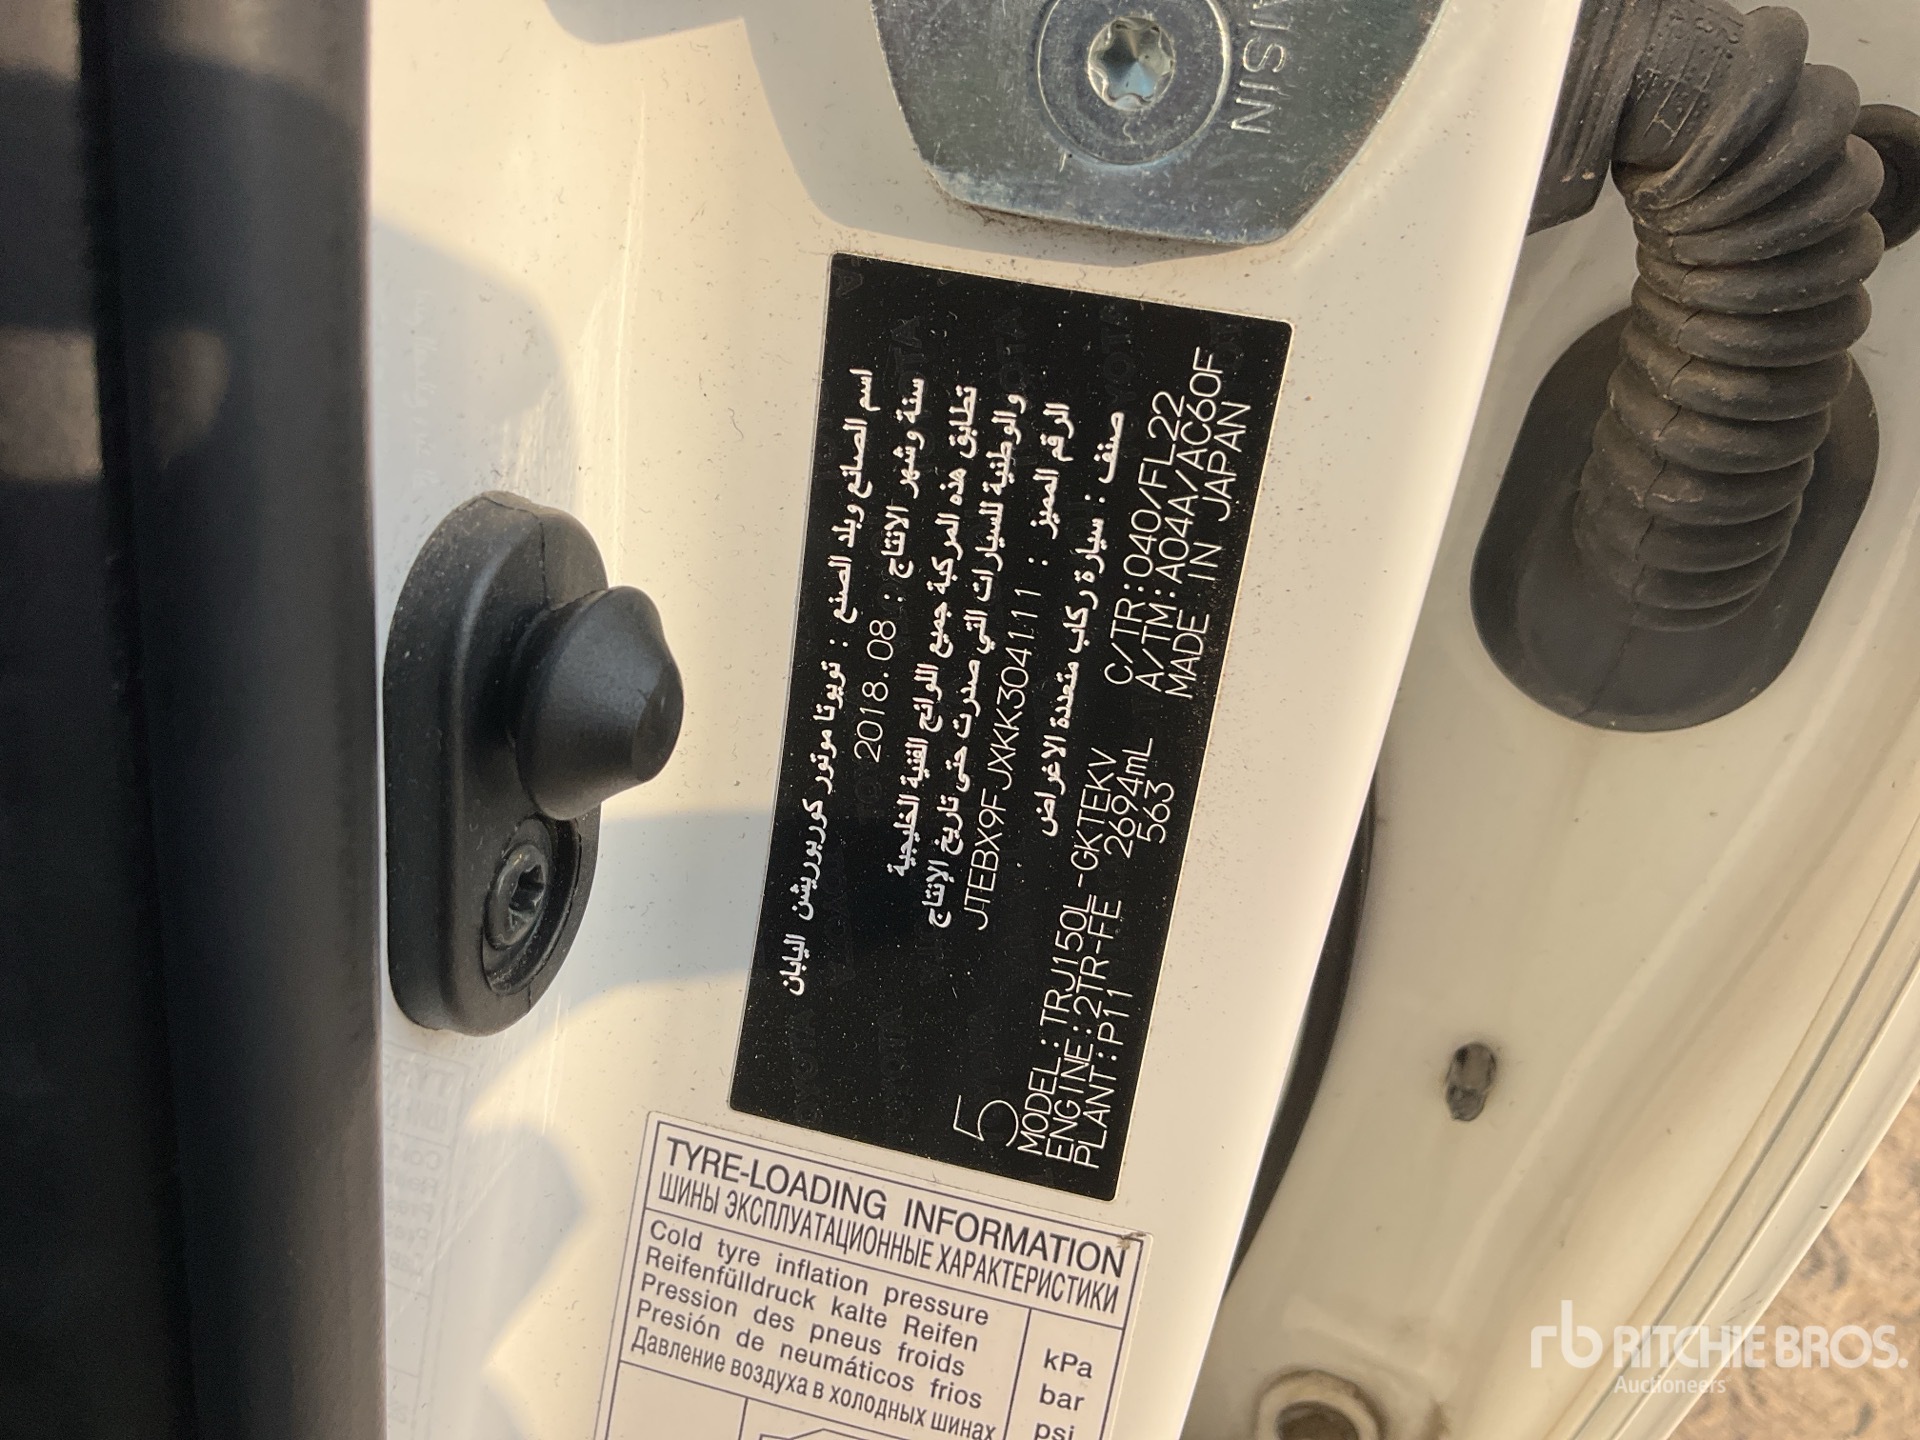 AISIN
اسم الصانع وبلد الصنع : تويوتا موتور كوربوريشن اليابان
سنة وشهر الانتاج : 2018.08
تطابق هذه المركبة جميع اللوائح الفنية الخليجية
والوطنية للسيارات التي صدرت حتى تاريخ الإنتاج
الرقم المميز : JTEBX9FJXKK304111
صنف : سيارة ركاب متعددة الاغراض
5
MODEL:TRJ150L-GKTEKV C/TR:040/FL22
ENGINE:2TR-FE 2694mL A/TM:A04A/AC60F
PLANT:P11 563 MADE IN JAPAN
TYRE-LOADING INFORMATION
ШИНЫ ЭКСПЛУАТАЦИОННЫЕ ХАРАКТЕРИСТИКИ
Cold tyre inflation pressure
Reifenfülldruck kalte Reifen
Pression des pneus froids
Presión de neumáticos frios
Давление воздуха в холодных шинах
kPa
bar
psi
rb RITCHIE BROS.
Auctioneers